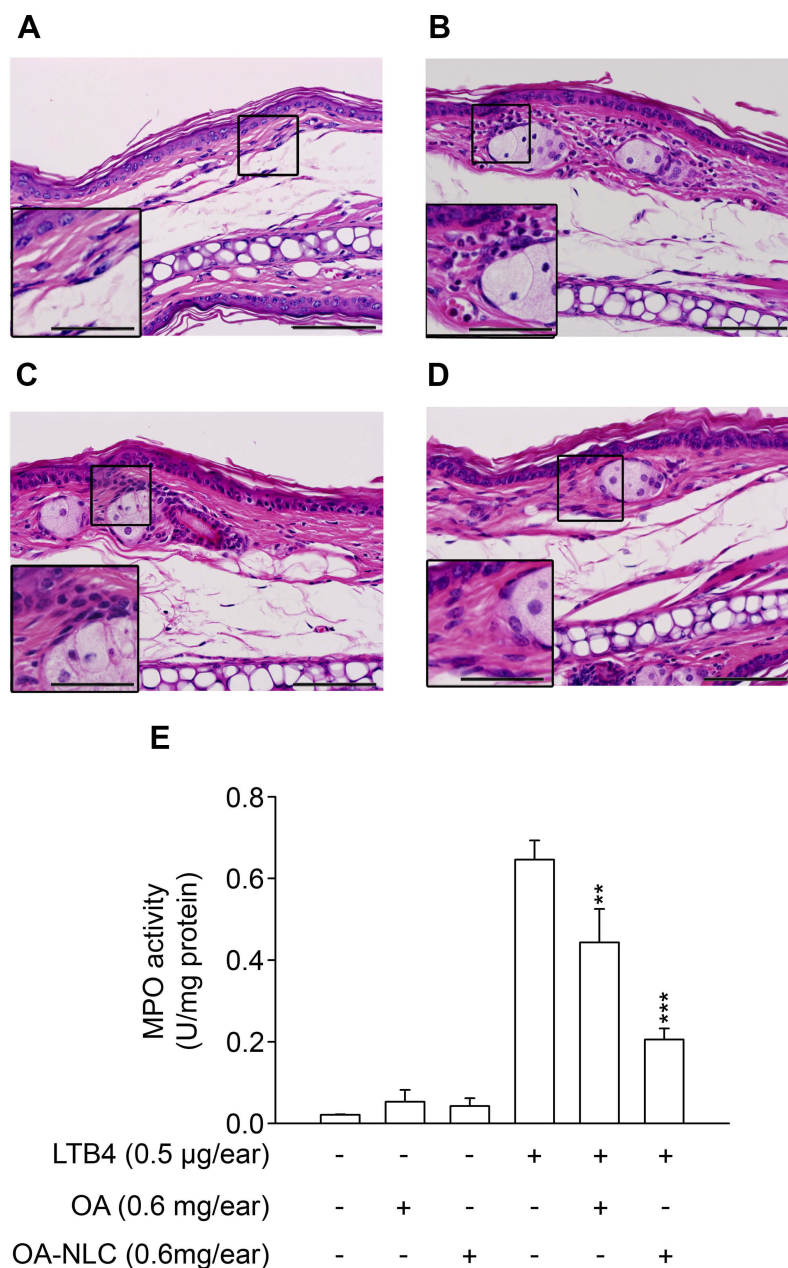 A
B
C
D
E
0.8
0.6
0.4
0.2
0.0
MPO activity
(U/mg protein)
**
***
LTB4 (0.5 µg/ear) - - - + + +
OA (0.6 mg/ear) - + - - + -
OA-NLC (0.6mg/ear) - - + - - +